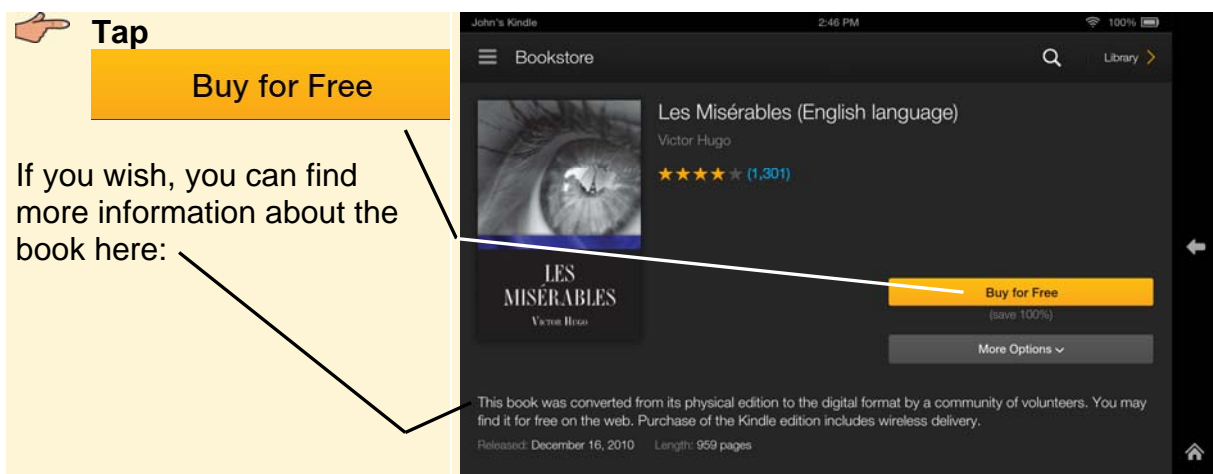 Tap
Buy for Free
If you wish, you can find
more information about the
book here:
John's Kindle 2:46 PM 100%
Bookstore Library
Les Misérables (English language)
Victor Hugo
(1,301)
LES
MISÉRABLES
Victor Hugo
Buy for Free
(save 100%)
More Options
This book was converted from its physical edition to the digital format by a community of volunteers. You may
find it for free on the web. Purchase of the Kindle edition includes wireless delivery.
Released: December 16, 2010 Length: 959 pages